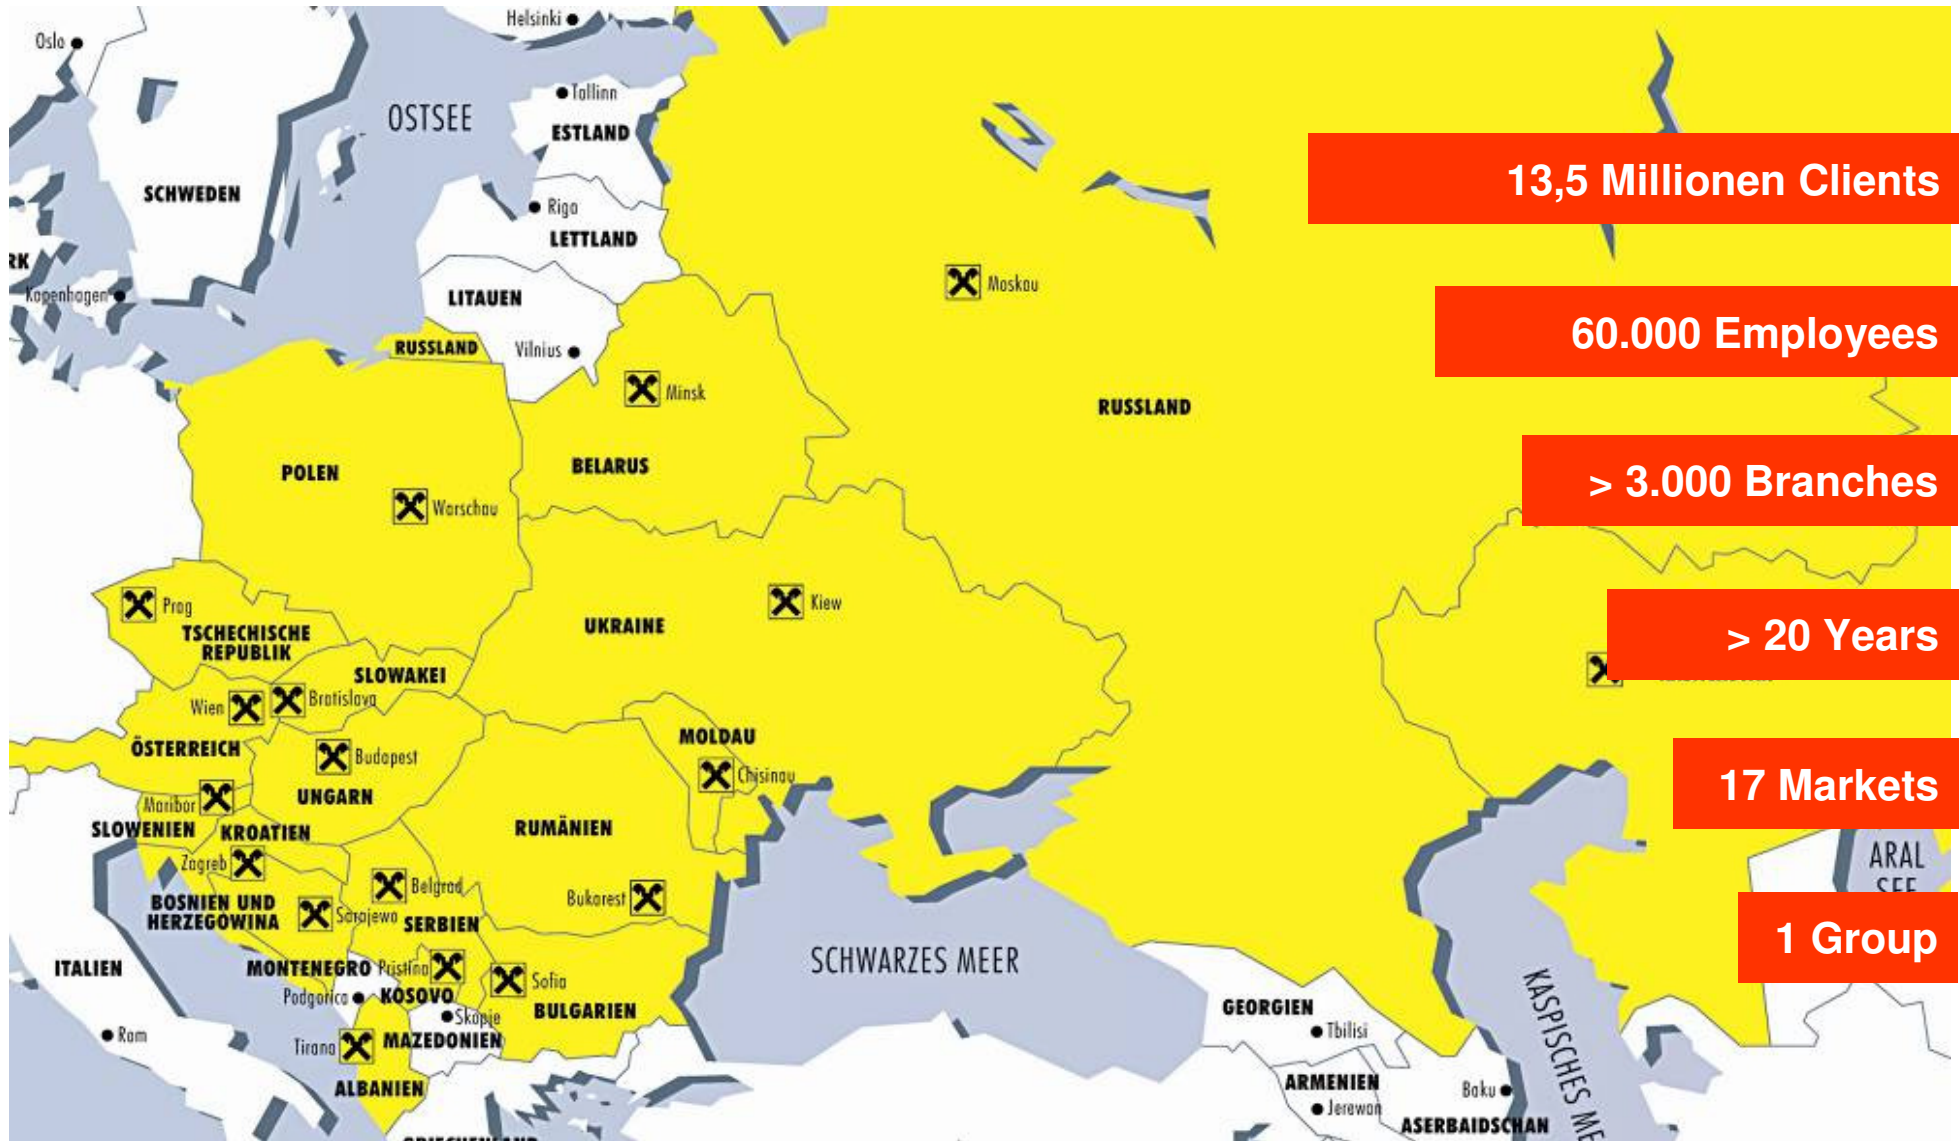 Helsinki
Oslo
Tallinn
OSTSEE
ESTLAND
13,5 Millionen Clients
SCHWEDEN
Riga
LETTLAND
RK
Moskau
Kopenhagen
LITAUEN
60.000 Employees
RUSSLAND
Vilnius
Minsk
RUSSLAND
POLEN
BELARUS
> 3.000 Branches
Warschau
Prag
Kiew
TSCHECHISCHE
REPUBLIK
UKRAINE
> 20 Years
SLOWAKEI
Wien
Bratislava
ÖSTERREICH
MOLDAU
Budapest
Chisinau
17 Markets
UNGARN
Maribor
SLOWENIEN
KROATIEN
RUMÄNIEN
ARAL
SEE
Zagreb
Belgrad
Bukarest
BOSNIEN UND
HERZEGOWINA
Sarajewo
SERBIEN
1 Group
SCHWARZES MEER
ITALIEN
MONTENEGRO
Pristina
Sofia
Podgorica
KOSOVO
BULGARIEN
GEORGIEN
KASPISCHES ME
Skopje
Rom
Tirana
MAZEDONIEN
Tbilisi
ALBANIEN
ARMENIEN
Baku
Jerewan
ASERBAIDSCHAN